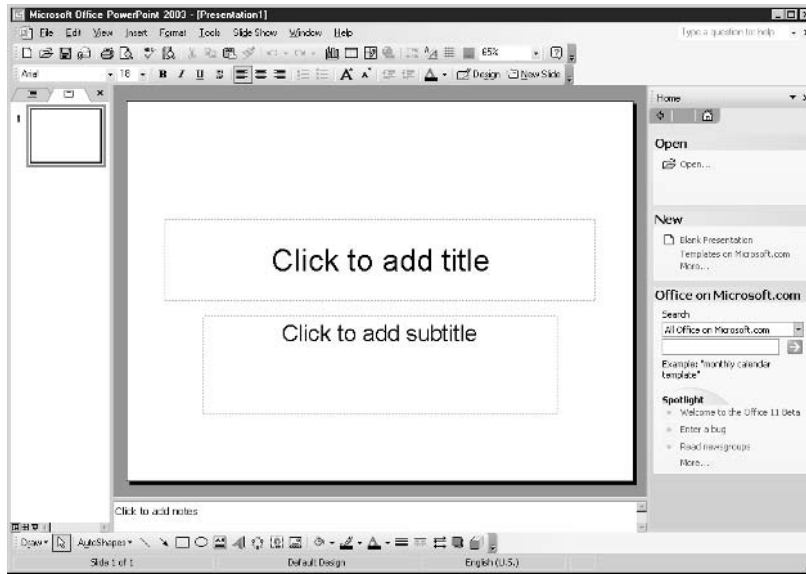 Microsoft Office PowerPoint 2003 - [Presentation1]
File Edit View Insert Format Tools Slide Show Window Help
Type a question for help
65%
Arial 18 B I U S A A A Design New Slide
Home
1
Open
Open...
New
Blank Presentation
Templates on Microsoft.com
More...
Click to add title
Office on Microsoft.com
Search
All Office on Microsoft.com
Click to add subtitle
Example: "monthly calendar
template"
Spotlight
Welcome to the Office 11 Beta
Enter a bug
Read newsgroups
More...
Click to add notes
Draw AutoShapes
Slide 1 of 1 Default Design English (U.S.)